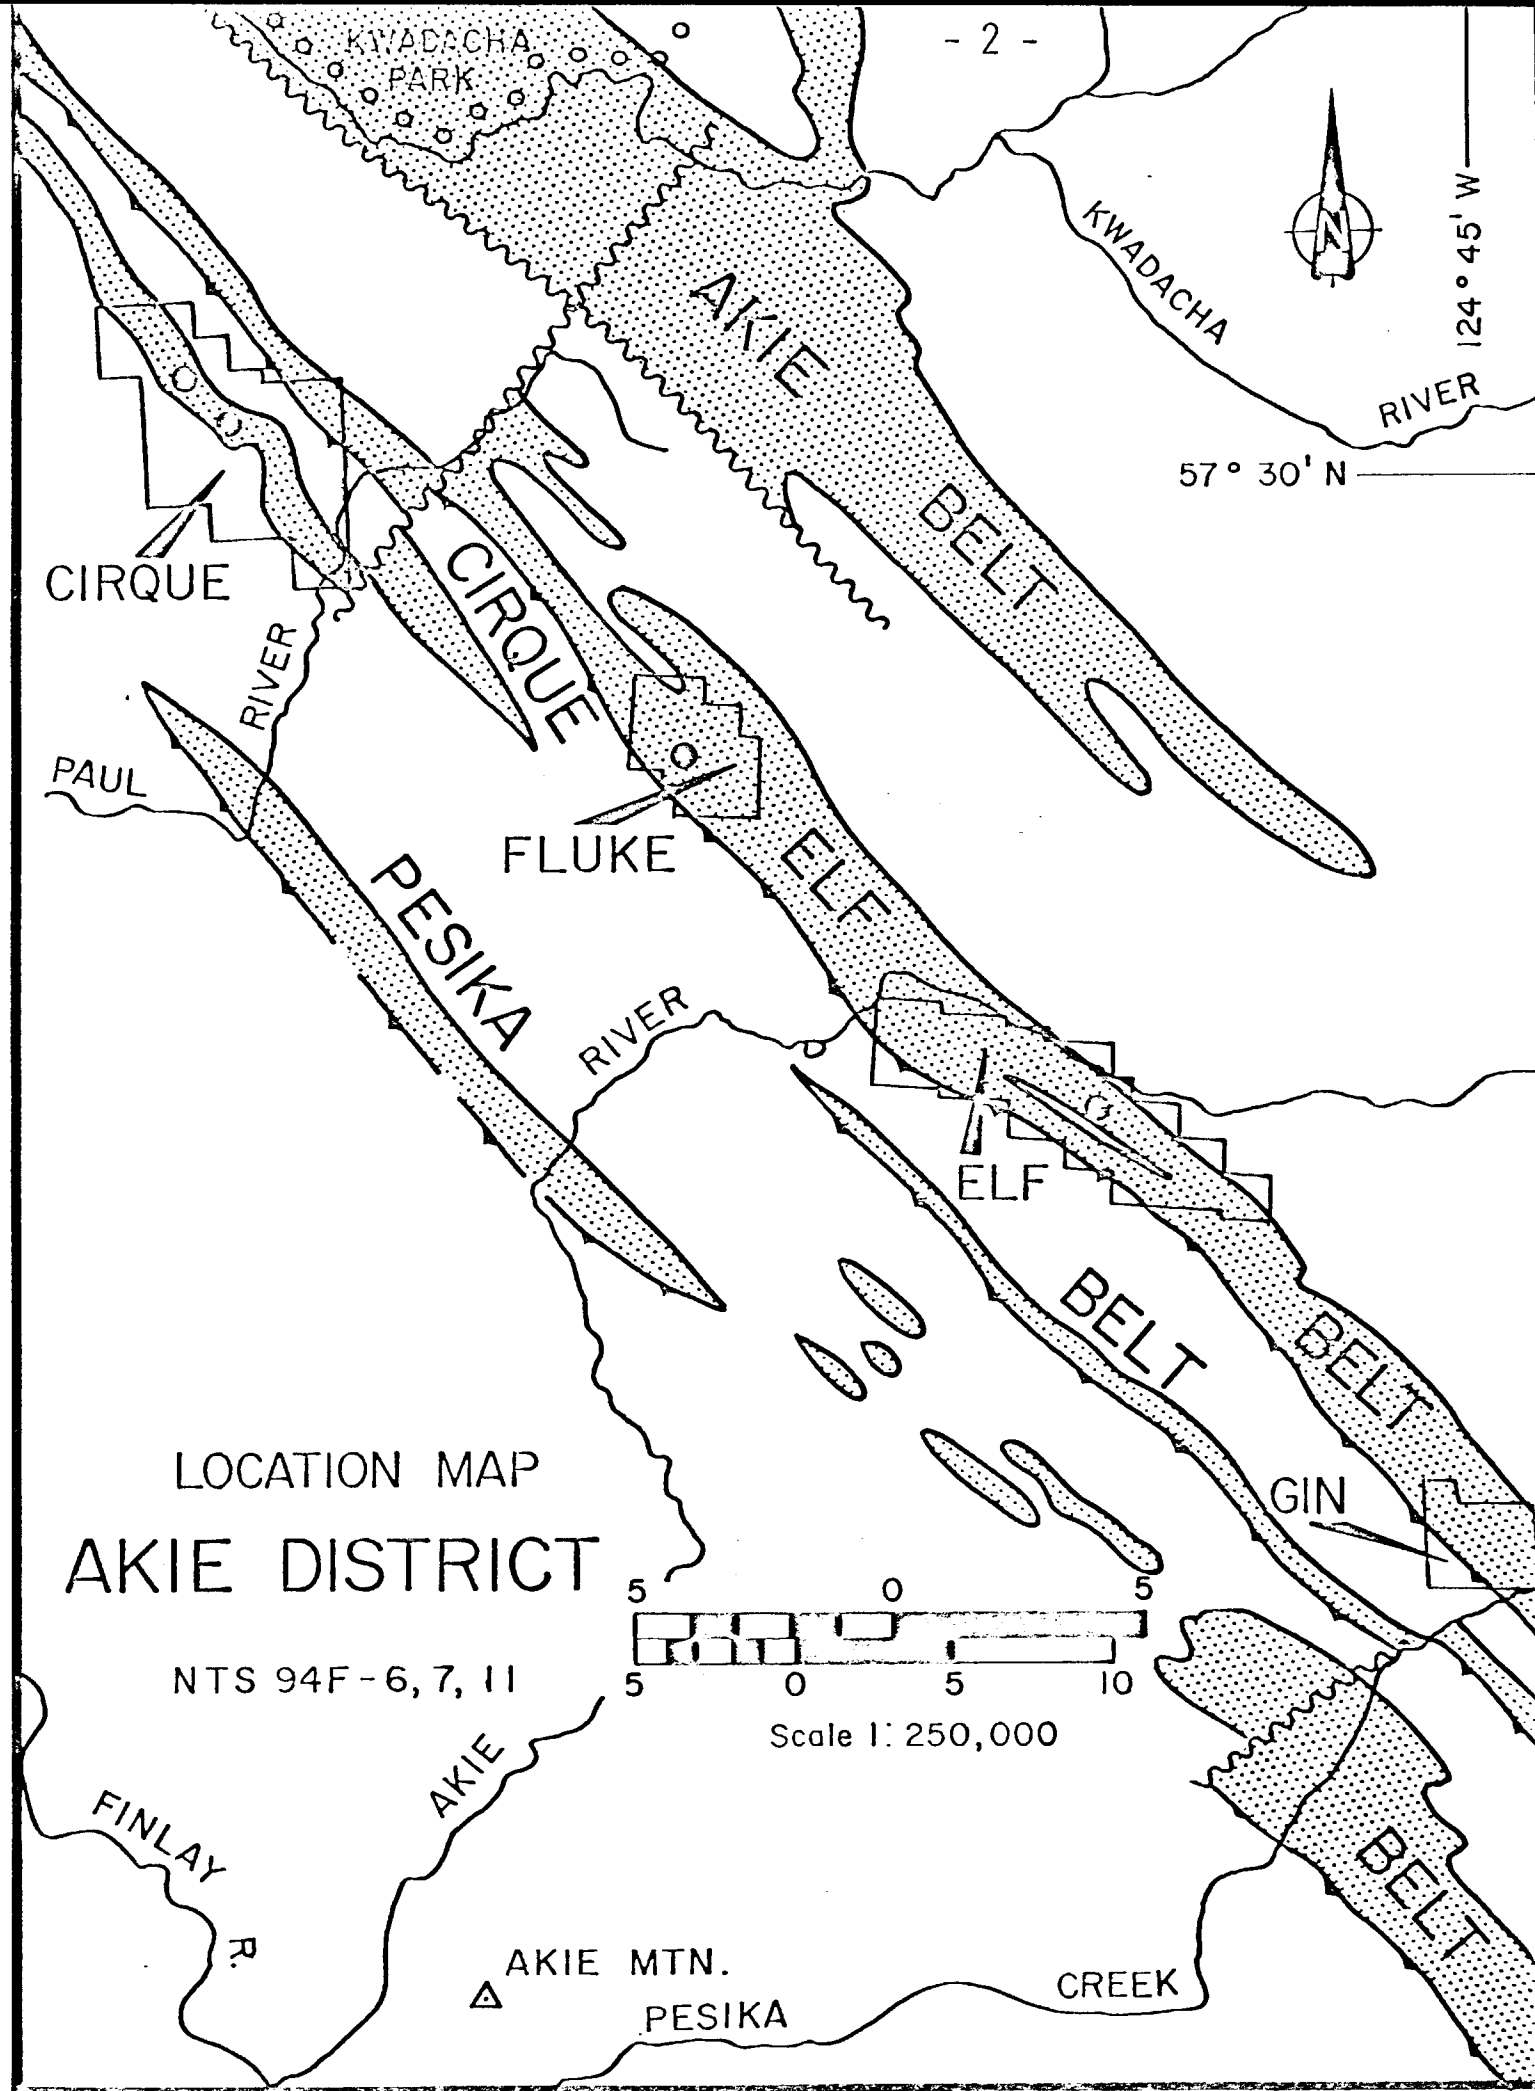 - 2 -
KWADACHA
PARK
N
124° 45' W
KWADACHA
RIVER
57° 30' N
AKIE
BELT
CIRQUE
CIRQUE
RIVER
PAUL
FLUKE
ELF
PESIKA
RIVER
ELF
BELT
BELT
GIN
LOCATION MAP
AKIE DISTRICT
NTS 94F-6, 7, 11
5 0 5
5 0 5 10
Scale 1: 250,000
AKIE
FINLAY
R.
BELT
AKIE MTN.
PESIKA
CREEK